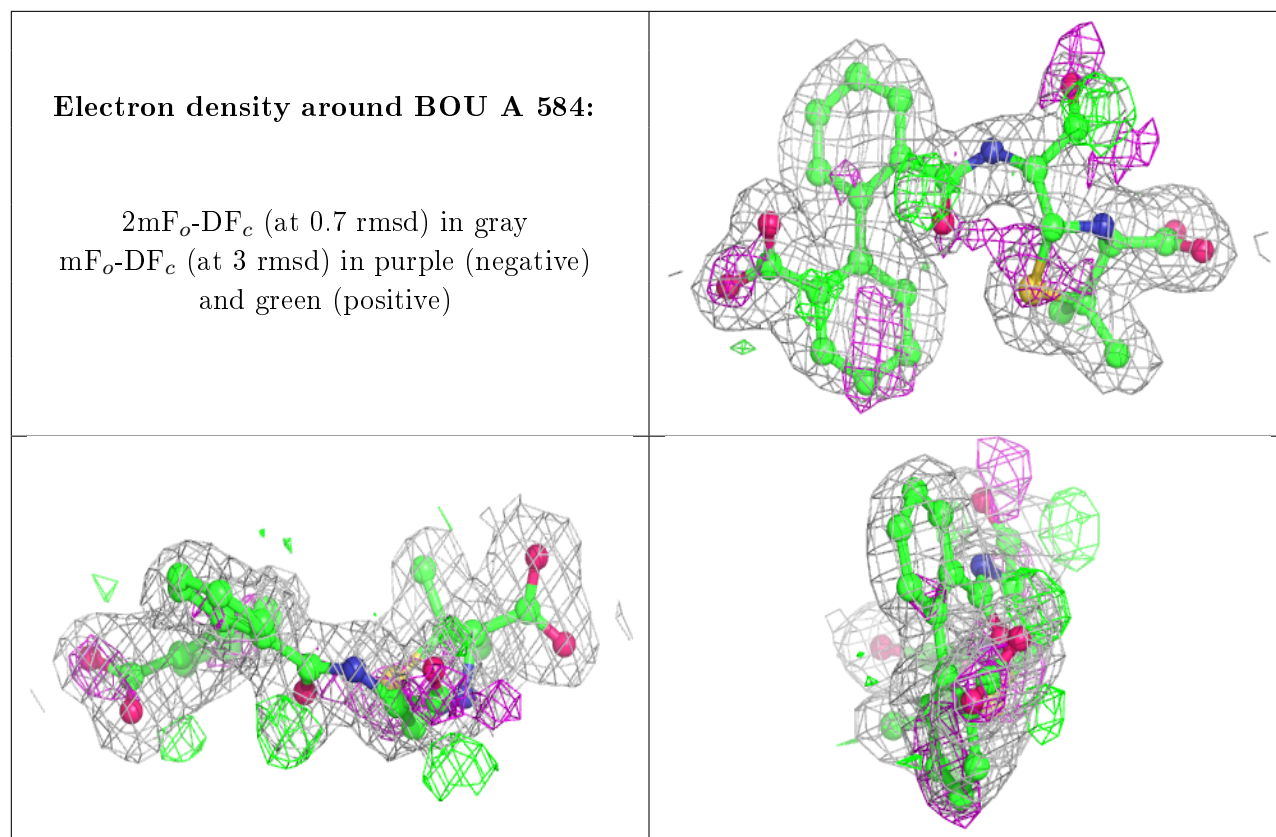 Electron density around BOU A 584:
2mFo-DFc (at 0.7 rmsd) in gray
mFo-DFc (at 3 rmsd) in purple (negative)
and green (positive)